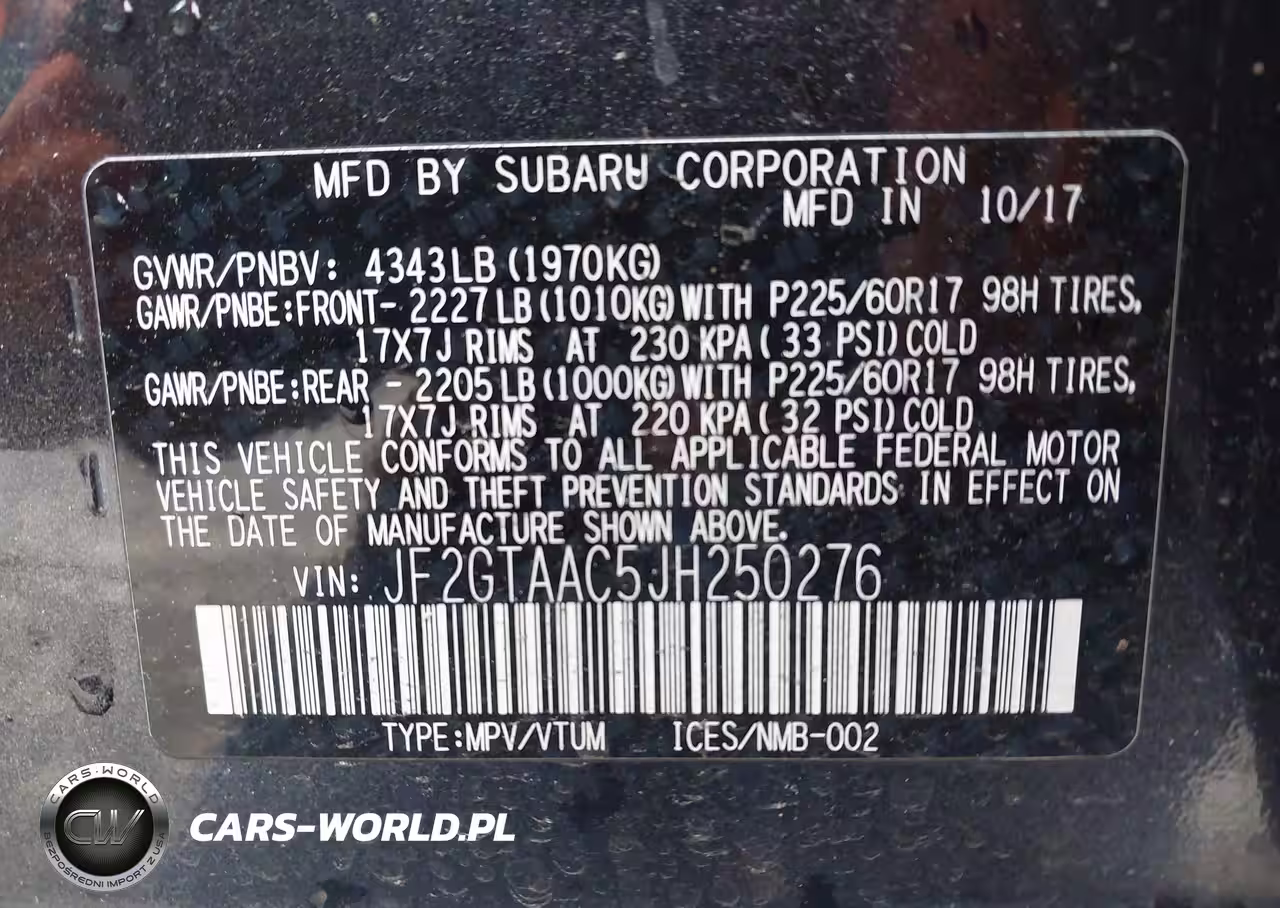 MFD BY SUBARU CORPORATION
MFD IN 10/17
GVWR/PNBV: 4343LB (1970KG)
GAWR/PNBE:FRONT- 2227 LB (1010KG) WITH P225/60R17 98H TIRES,
17X7J RIMS AT 230 KPA ( 33 PSI) COLD
GAWR/PNBE:REAR - 2205 LB (1000KG) WITH P225/60R17 98H TIRES,
17X7J RIMS AT 220 KPA ( 32 PSI) COLD
THIS VEHICLE CONFORMS TO ALL APPLICABLE FEDERAL MOTOR
VEHICLE SAFETY AND THEFT PREVENTION STANDARDS IN EFFECT ON
THE DATE OF MANUFACTURE SHOWN ABOVE.
VIN: JF2GTAAC5JH250276
TYPE:MPV/VTUM ICES/NMB-002
CARS-WORLD
CW
BEZPOŚREDNI IMPORT Z USA
CARS-WORLD.PL